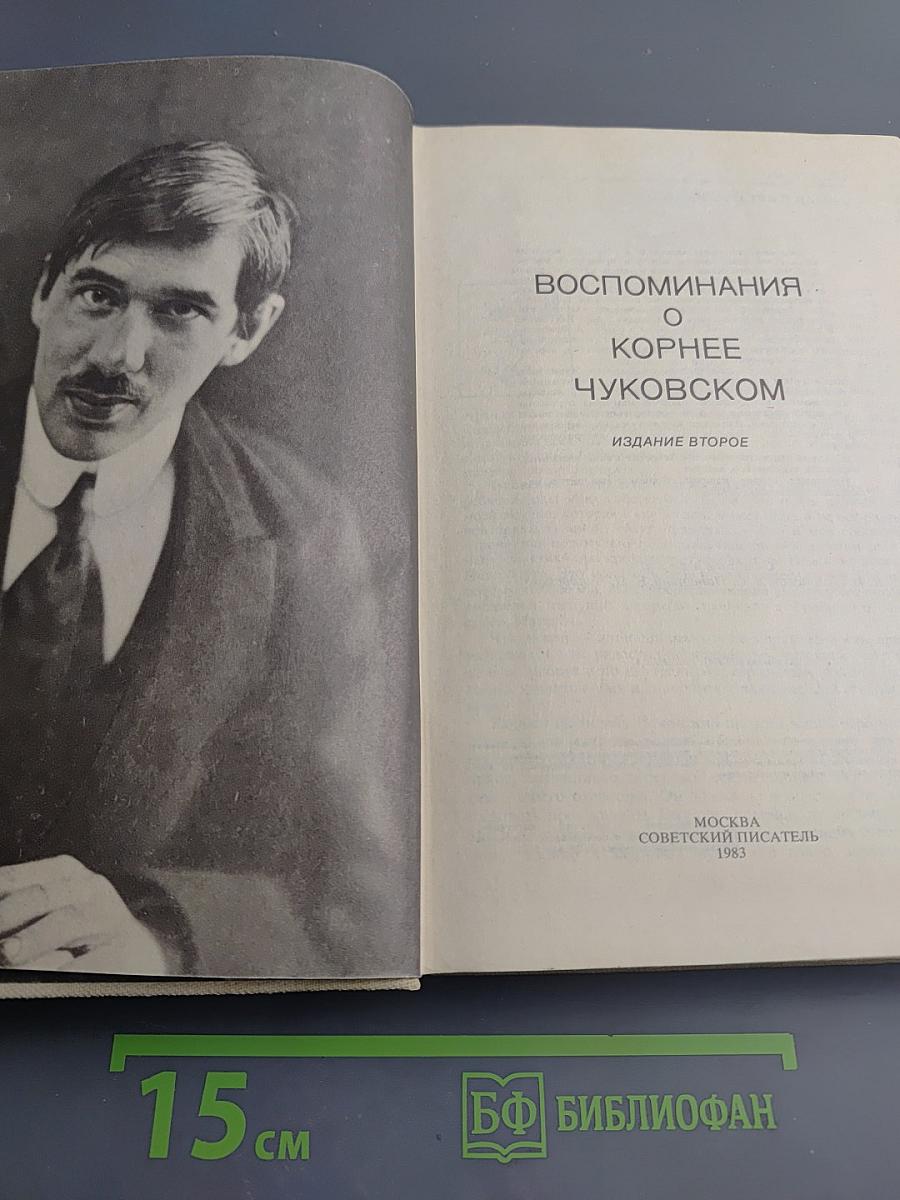 ВОСПОМИНАНИЯ
О
КОРНЕЕ
ЧУКОВСКОМ
ИЗДАНИЕ ВТОРОЕ
МОСКВА
СОВЕТСКИЙ ПИСАТЕЛЬ
1983
15 см
БФ БИБЛИОФАН